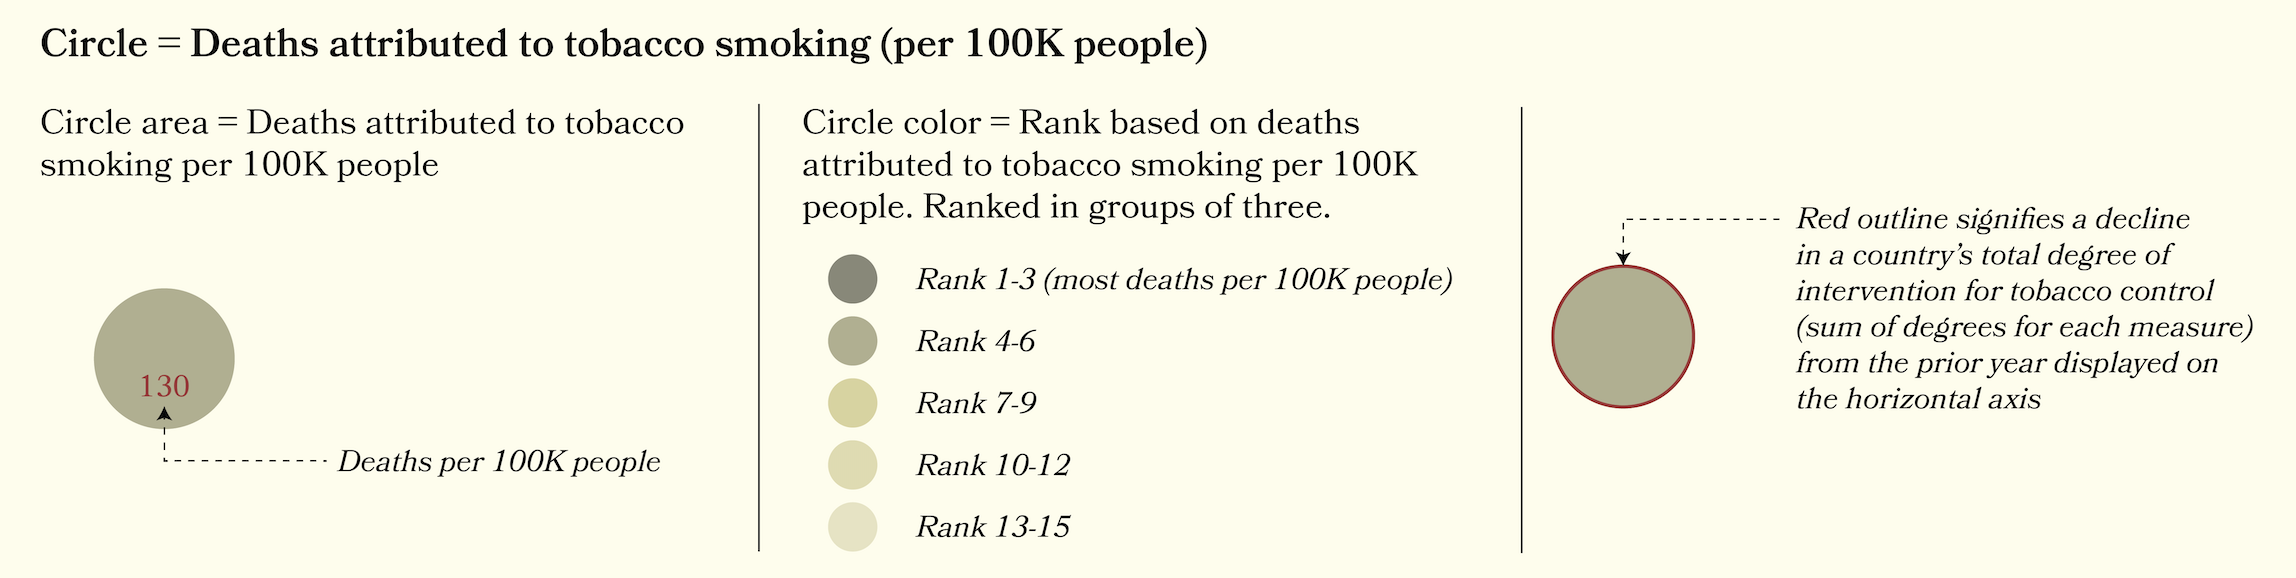 Circle = Deaths attributed to tobacco smoking (per 100K people)
Circle area = Deaths attributed to tobacco
smoking per 100K people
130
Deaths per 100K people
Circle color = Rank based on deaths
attributed to tobacco smoking per 100K
people. Ranked in groups of three.
Rank 1-3 (most deaths per 100K people)
Rank 4-6
Rank 7-9
Rank 10-12
Rank 13-15
Red outline signifies a decline
in a country’s total degree of
intervention for tobacco control
(sum of degrees for each measure)
from the prior year displayed on
the horizontal axis